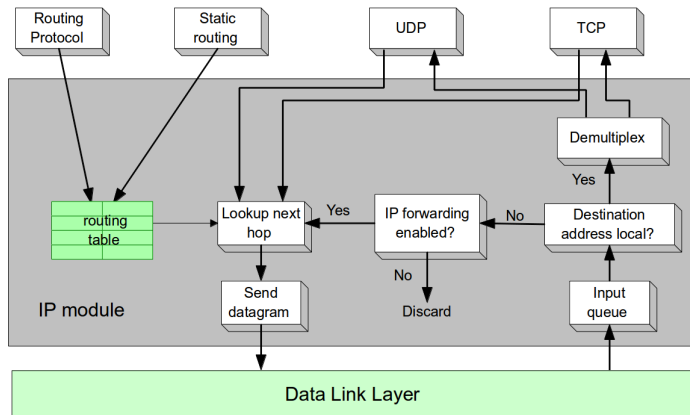 Routing
Protocol
Static
routing
UDP
TCP
Demultiplex
Yes
routing
table
Lookup next
hop
Yes
IP forwarding
enabled?
No
Destination
address local?
No
Send
datagram
Discard
Input
queue
IP module
Data Link Layer